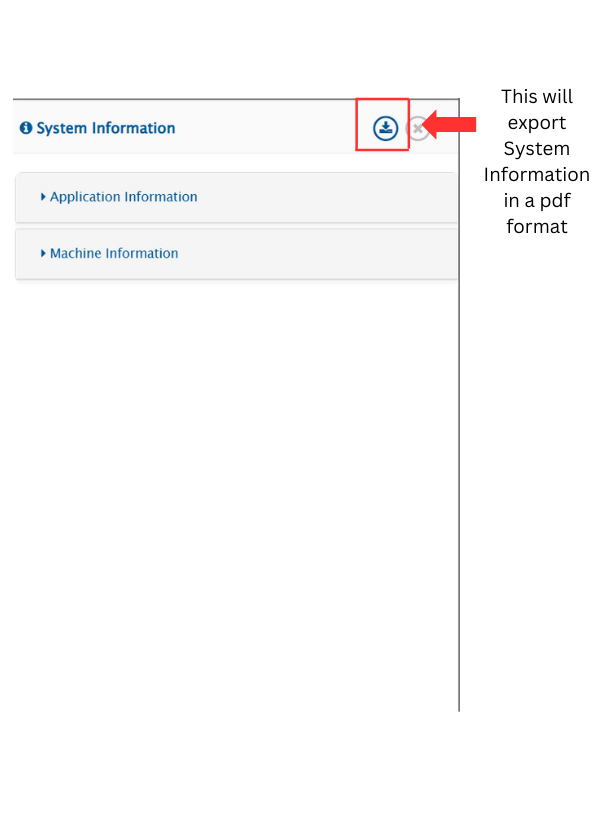 System Information
Application Information
Machine Information
This will
export
System
Information
in a pdf
format